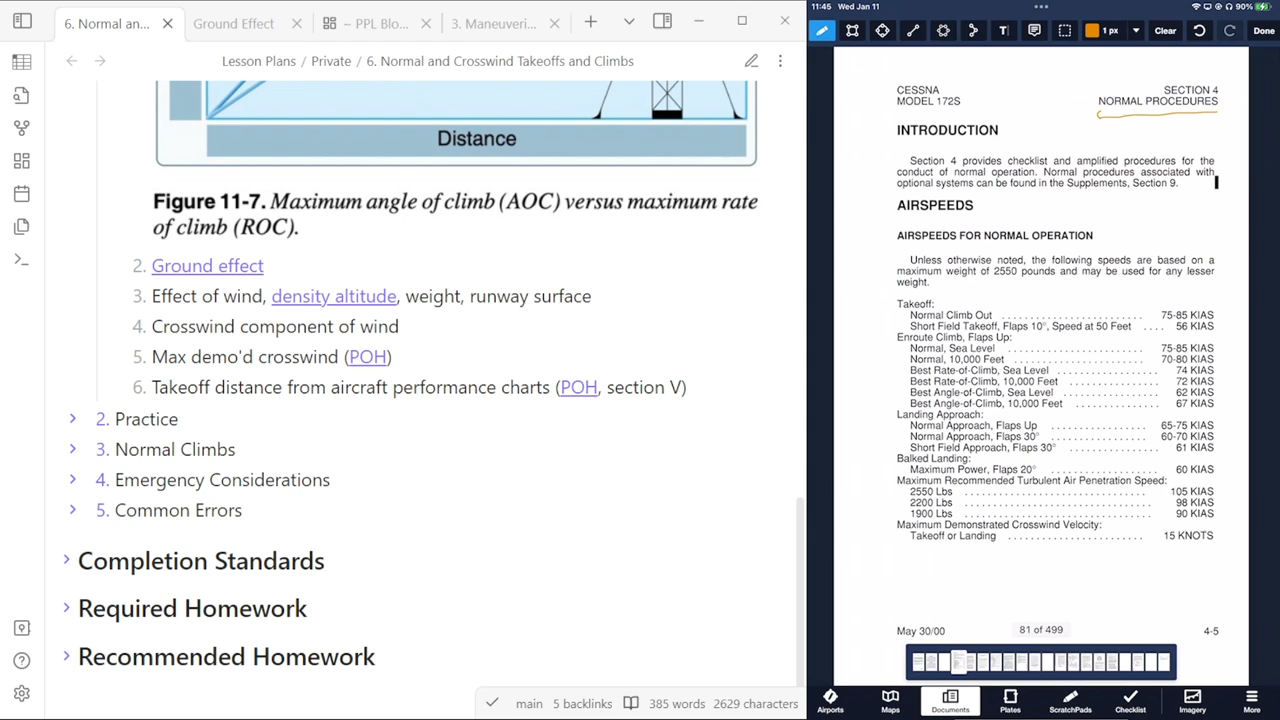 6. Normal an...
Ground Effect
– PPL Blo...
3. Maneuveri...
Lesson Plans / Private / 6. Normal and Crosswind Takeoffs and Climbs
Distance
Figure 11-7. Maximum angle of climb (AOC) versus maximum rate
of climb (ROC).
2. Ground effect
3. Effect of wind, density altitude, weight, runway surface
4. Crosswind component of wind
5. Max demo'd crosswind (POH)
6. Takeoff distance from aircraft performance charts (POH, section V)
2. Practice
3. Normal Climbs
4. Emergency Considerations
5. Common Errors
Completion Standards
Required Homework
Recommended Homework
main 5 backlinks 385 words 2629 characters
11:45 Wed Jan 11
90%
T
1 px
Clear
Done
CESSNA
MODEL 172S
SECTION 4
NORMAL PROCEDURES
INTRODUCTION
Section 4 provides checklist and amplified procedures for the
conduct of normal operation. Normal procedures associated with
optional systems can be found in the Supplements, Section 9.
AIRSPEEDS
AIRSPEEDS FOR NORMAL OPERATION
Unless otherwise noted, the following speeds are based on a
maximum weight of 2550 pounds and may be used for any lesser
weight.
Takeoff:
Normal Climb Out . . . . . . . . . . . . . . . . . . . . . . . 75-85 KIAS
Short Field Takeoff, Flaps 10°, Speed at 50 Feet . . . . 56 KIAS
Enroute Climb, Flaps Up:
Normal, Sea Level . . . . . . . . . . . . . . . . . . . . . . 75-85 KIAS
Normal, 10,000 Feet . . . . . . . . . . . . . . . . . . . . . 70-80 KIAS
Best Rate-of-Climb, Sea Level . . . . . . . . . . . . . . . . 74 KIAS
Best Rate-of-Climb, 10,000 Feet . . . . . . . . . . . . . . . 72 KIAS
Best Angle-of-Climb, Sea Level . . . . . . . . . . . . . . . 62 KIAS
Best Angle-of-Climb, 10,000 Feet . . . . . . . . . . . . . . 67 KIAS
Landing Approach:
Normal Approach, Flaps Up . . . . . . . . . . . . . . . . 65-75 KIAS
Normal Approach, Flaps 30° . . . . . . . . . . . . . . . . 60-70 KIAS
Short Field Approach, Flaps 30° . . . . . . . . . . . . . . . 61 KIAS
Balked Landing:
Maximum Power, Flaps 20° . . . . . . . . . . . . . . . . . . 60 KIAS
Maximum Recommended Turbulent Air Penetration Speed:
2550 Lbs . . . . . . . . . . . . . . . . . . . . . . . . . . . . 105 KIAS
2200 Lbs . . . . . . . . . . . . . . . . . . . . . . . . . . . . 98 KIAS
1900 Lbs . . . . . . . . . . . . . . . . . . . . . . . . . . . . 90 KIAS
Maximum Demonstrated Crosswind Velocity:
Takeoff or Landing . . . . . . . . . . . . . . . . . . . . . 15 KNOTS
May 30/00
81 of 499
4-5
Airports
Maps
Documents
Plates
ScratchPads
Checklist
Imagery
More